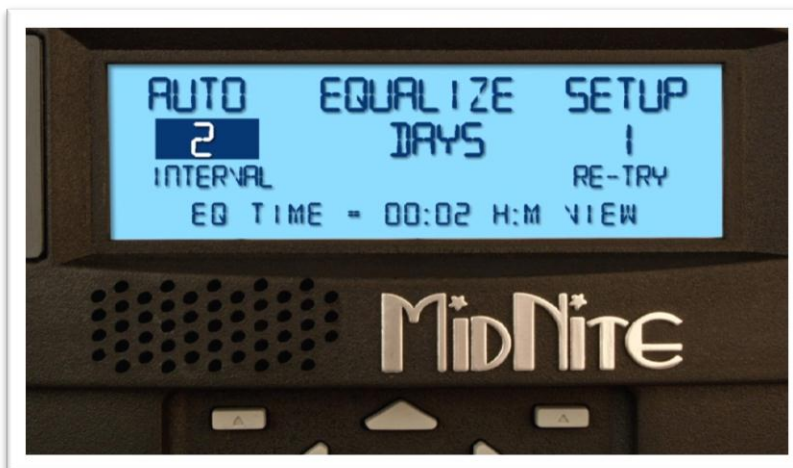 AUTO EQUALIZE SETUP
2 DAYS 1
INTERVAL RE-TRY
EQ TIME = 00:02 H:M VIEW
MIDNITE